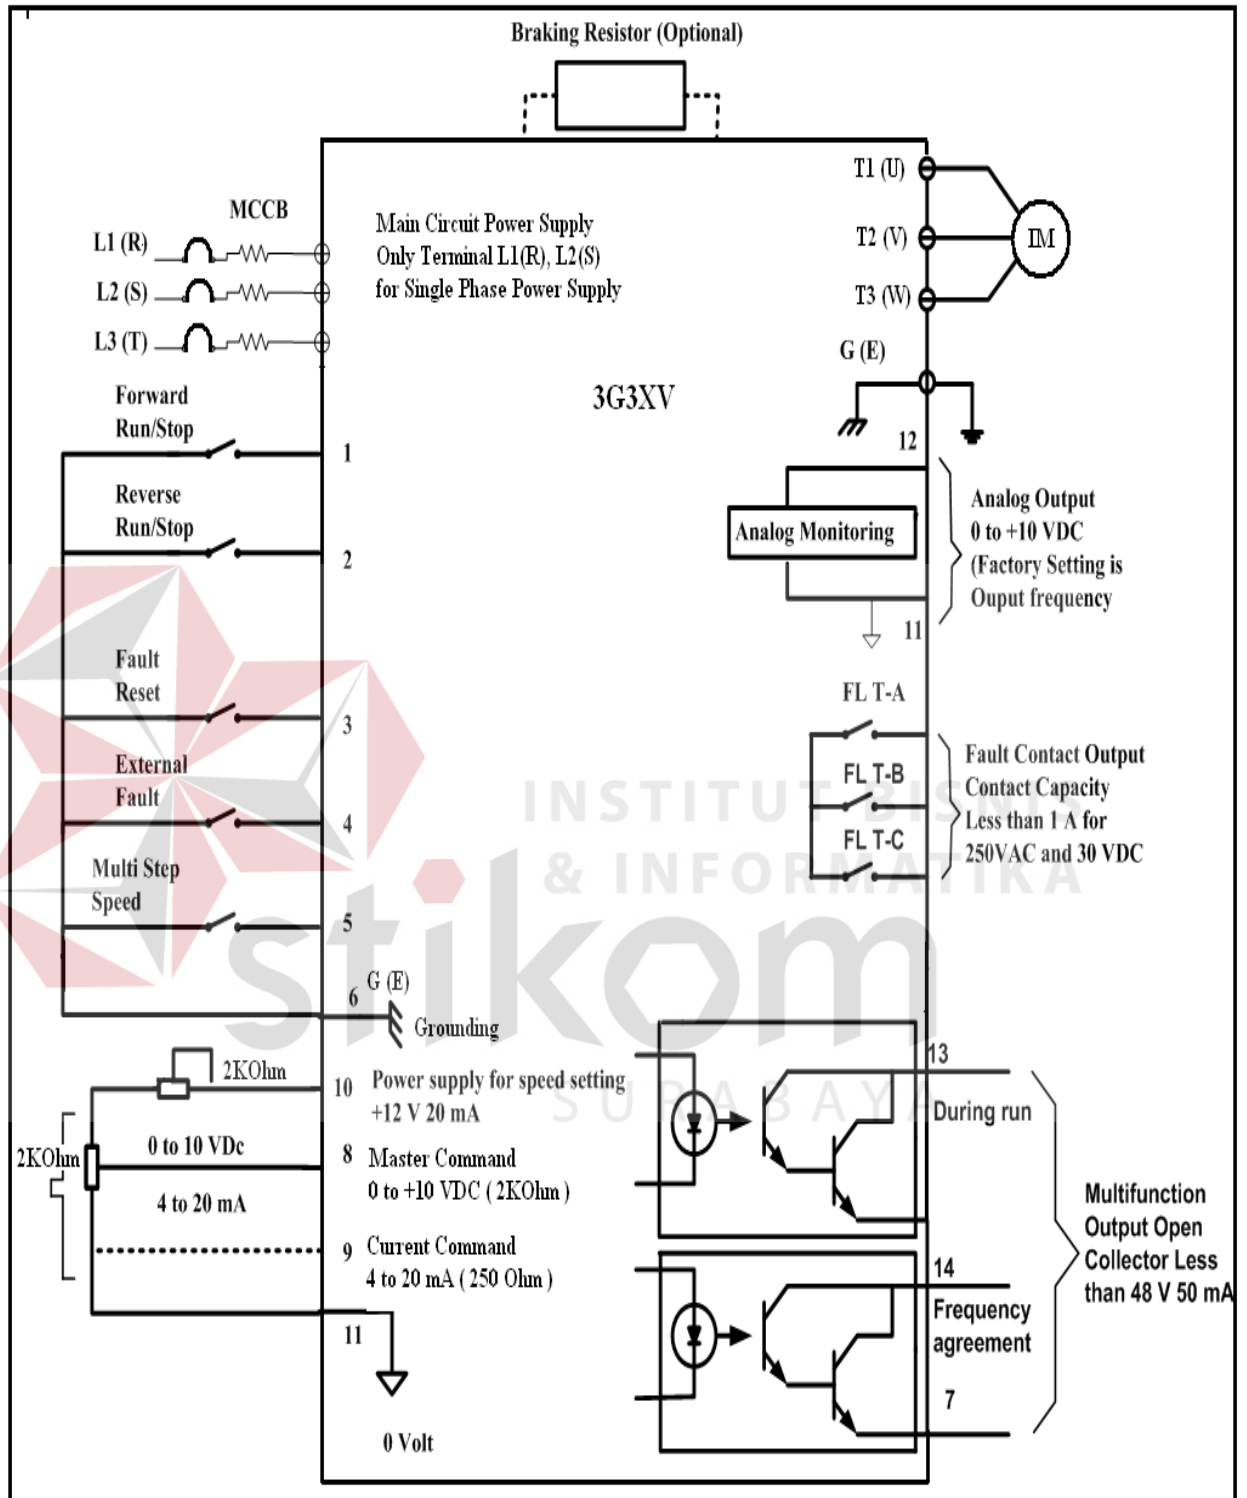 Braking Resistor (Optional)
MCCB
L1 (R)
L2 (S)
L3 (T)
Main Circuit Power Supply
Only Terminal L1(R), L2(S)
for Single Phase Power Supply
T1 (U)
T2 (V)
T3 (W)
IM
G (E)
3G3XV
Forward
Run/Stop
1
Reverse
Run/Stop
2
Fault
Reset
3
External
Fault
4
Multi Step
Speed
5
6
G (E)
Grounding
12
Analog Monitoring
11
Analog Output
0 to +10 VDC
(Factory Setting is
Ouput frequency
FL T-A
FL T-B
FL T-C
Fault Contact Output
Contact Capacity
Less than 1 A for
250VAC and 30 VDC
INSTITUT BISNIS
& INFORMATIKA
stikom
SURABAYA
2KOhm
10
Power supply for speed setting
+12 V 20 mA
2KOhm
0 to 10 VDc
8
Master Command
0 to +10 VDC ( 2KOhm )
4 to 20 mA
9
Current Command
4 to 20 mA ( 250 Ohm )
11
0 Volt
13
During run
14
Frequency
agreement
7
Multifunction
Output Open
Collector Less
than 48 V 50 mA